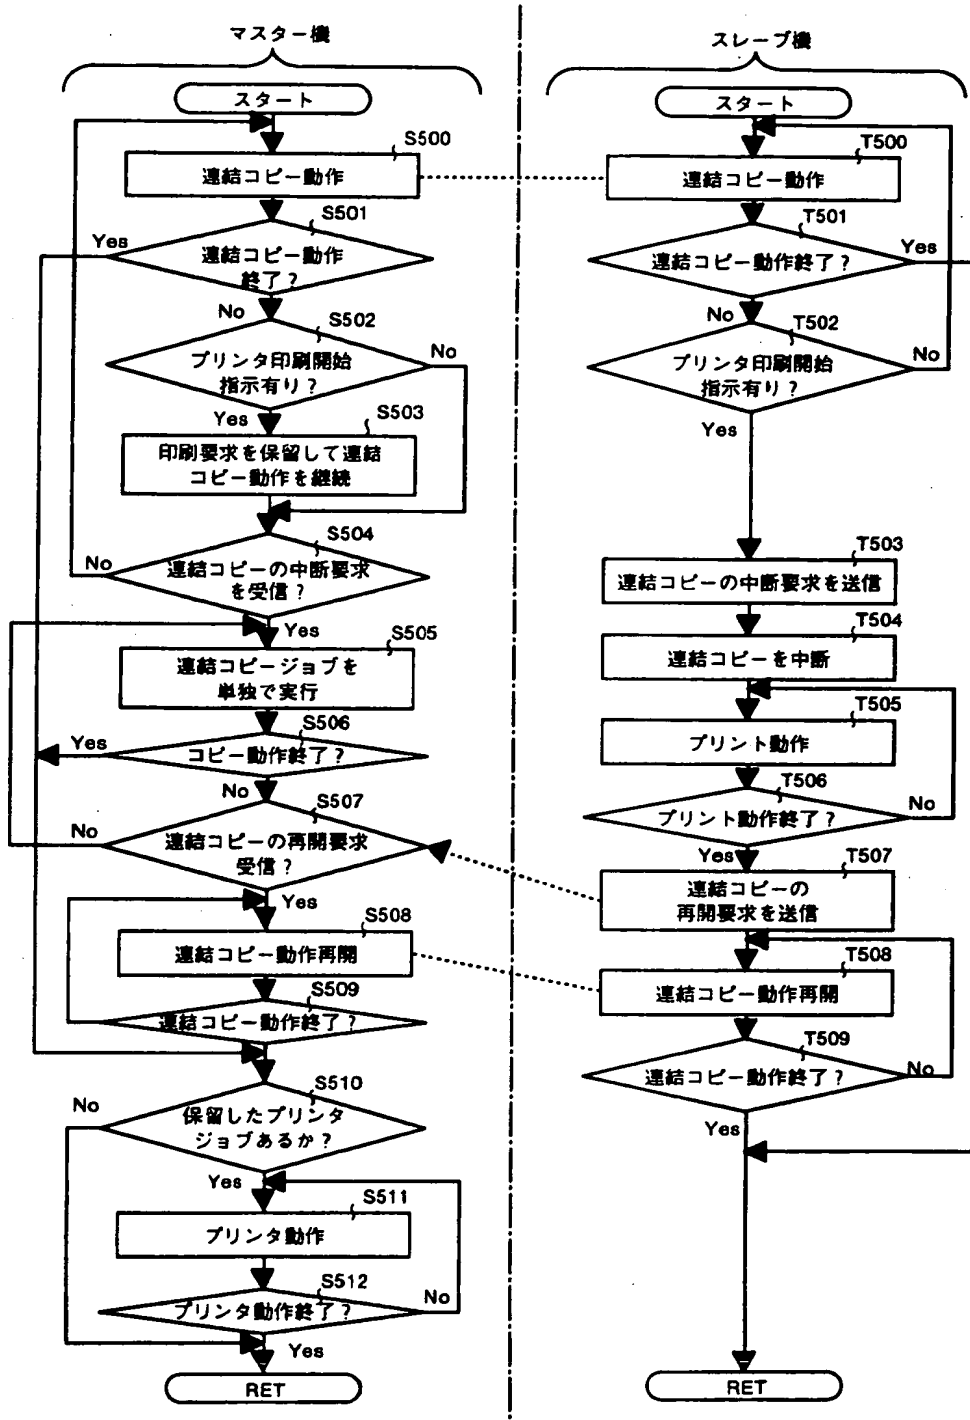 マスター機
スタート
S500
連結コピー動作
S501
Yes
連結コピー動作
終了?
No
S502
プリンタ印刷開始
指示有り?
No
Yes
S503
印刷要求を保留して連結
コピー動作を継続
S504
No
連結コピーの中断要求
を受信?
Yes
S505
連結コピージョブを
単独で実行
S506
Yes
コピー動作終了?
No
S507
No
連結コピーの再開要求
受信?
Yes
S508
連結コピー動作再開
S509
連結コピー動作終了?
S510
No
保留したプリンタ
ジョブあるか?
Yes
S511
プリンタ動作
S512
プリンタ動作終了?
No
Yes
RET
スレーブ機
スタート
T500
連結コピー動作
T501
連結コピー動作終了?
Yes
No
T502
プリンタ印刷開始
指示有り?
No
Yes
T503
連結コピーの中断要求を送信
T504
連結コピーを中断
T505
プリント動作
T506
プリント動作終了?
No
Yes
T507
連結コピーの
再開要求を送信
T508
連結コピー動作再開
T509
連結コピー動作終了?
No
Yes
RET